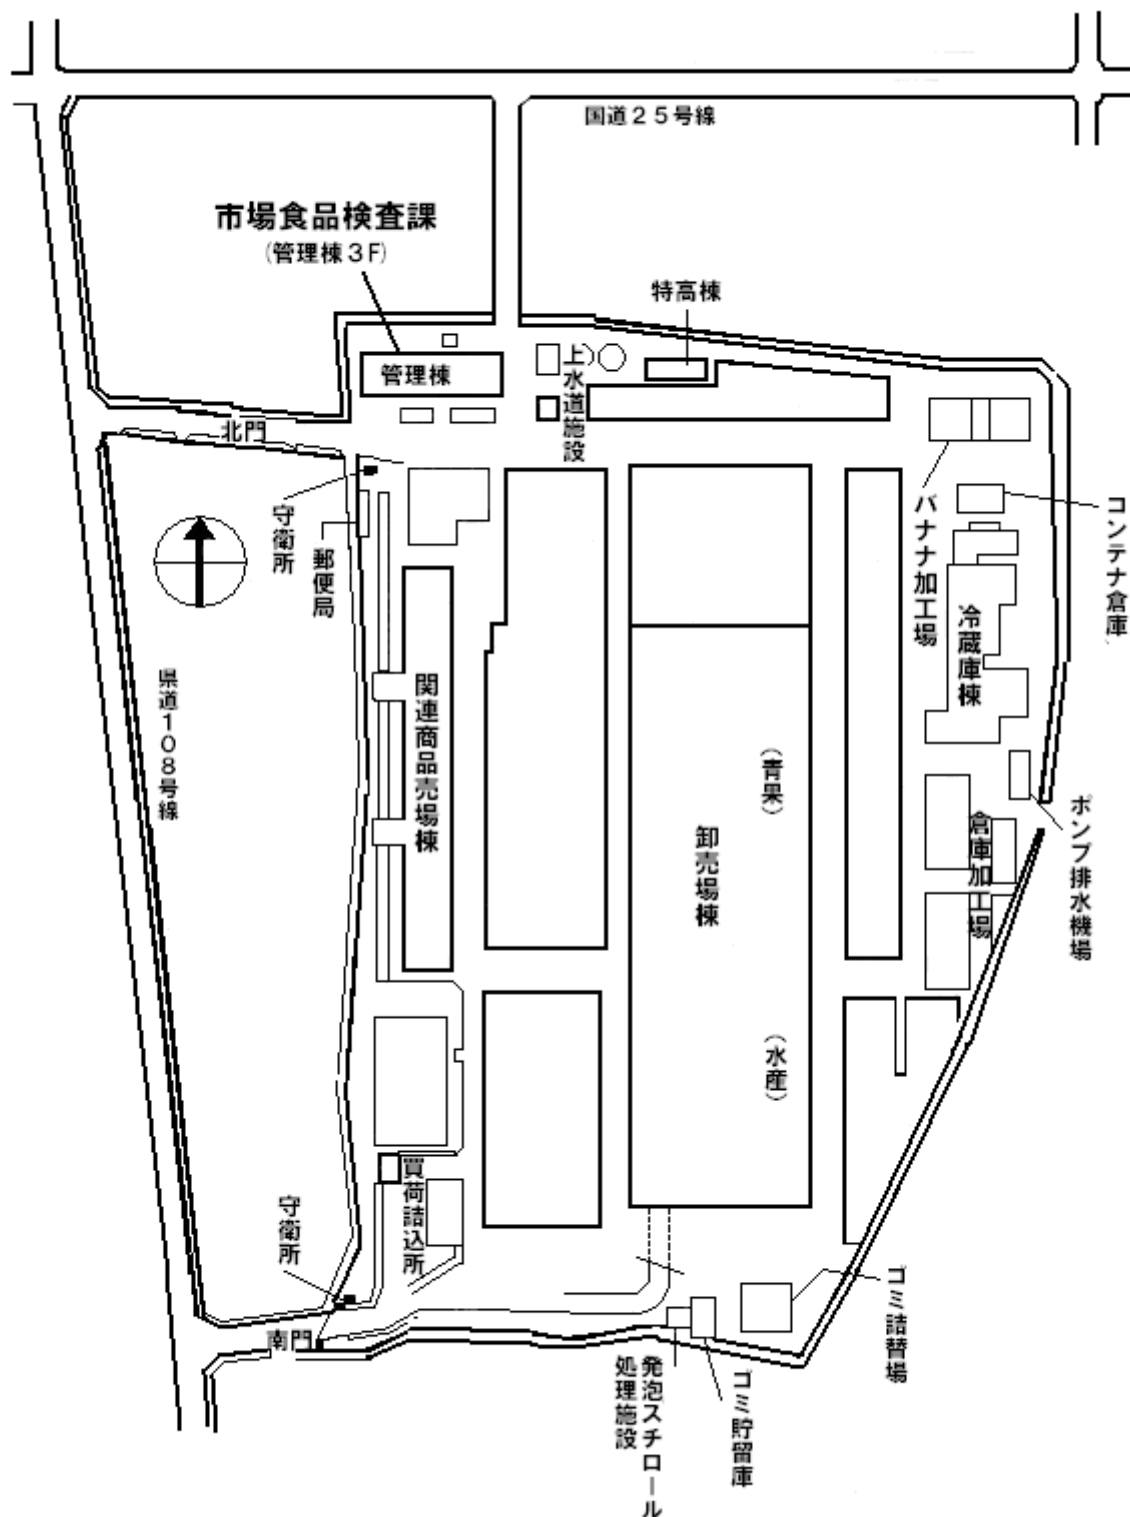 国道２５号線
市場食品検査課
(管理棟３F)
特高棟
管理棟
上水道施設
北門
守衛所
郵便局
バナナ加工場
コンテナ倉庫
冷蔵庫棟
県道１０８号線
関連商品売場棟
(青果)
卸売場棟
倉庫加工場
ポンプ排水機場
(水産)
買荷詰込所
守衛所
南門
ゴミ詰替場
発泡スチロール
処理施設
ゴミ貯留庫